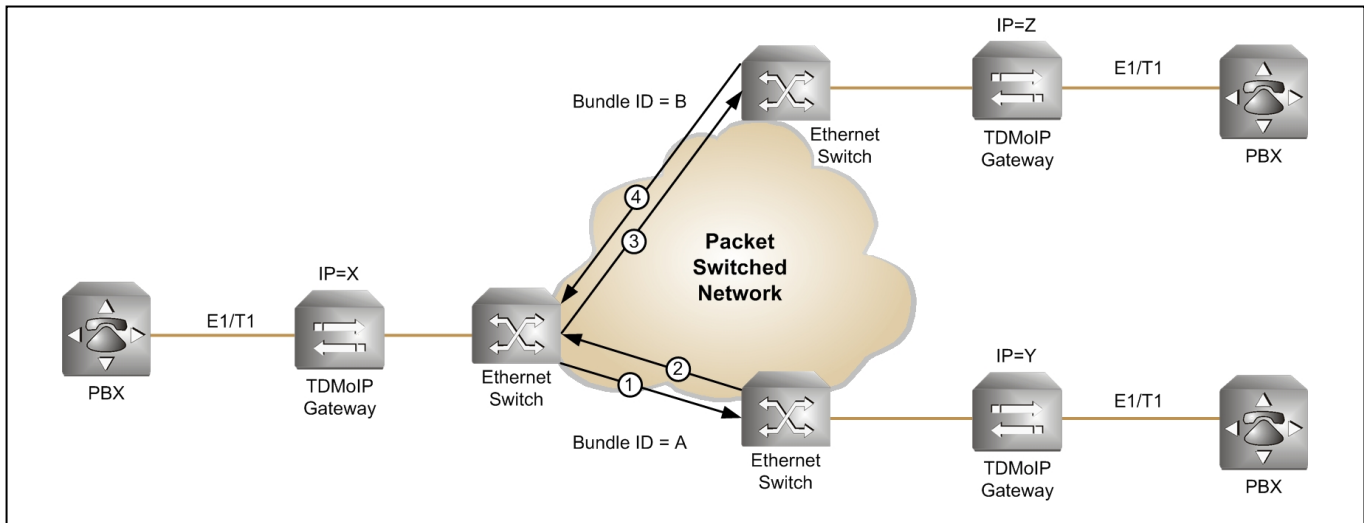 IP=Z
E1/T1
Bundle ID = B
Ethernet
Switch
TDMoIP
Gateway
PBX
4
3
Packet
Switched
Network
IP=X
E1/T1
PBX
TDMoIP
Gateway
Ethernet
Switch
2
1
Bundle ID = A
IP=Y
E1/T1
Ethernet
Switch
TDMoIP
Gateway
PBX